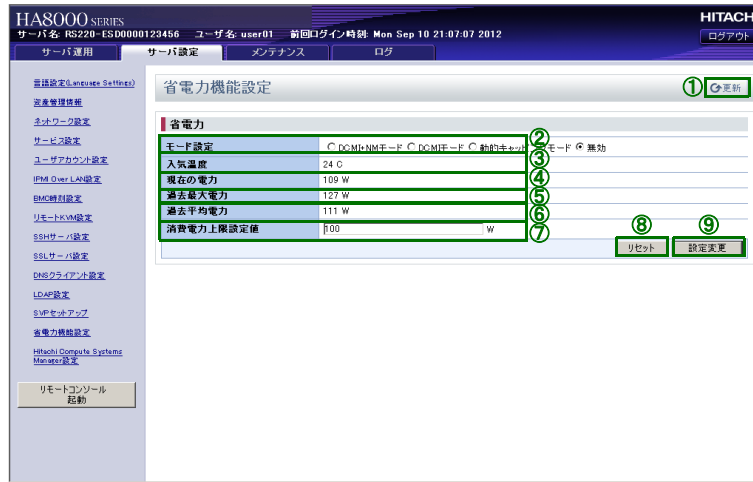 HA8000 SERIES
HITACHI
サーバ名: RS220-ESD0000123456 ユーザ名: user01 前回ログイン時刻: Mon Sep 10 21:07:07 2012
ログアウト
サーバ運用 サーバ設定 メンテナンス ログ
言語設定(Language Settings)
資産管理情報
ネットワーク設定
サービス設定
ユーザアカウント設定
IPMI Over LAN設定
BMC時刻設定
リモートKVM設定
SSHサーバ設定
SSLサーバ設定
DNSクライアント設定
LDAP設定
SVPセットアップ
省電力機能設定
Hitachi Compute Systems
Manager設定
リモートコンソール
起動
省電力機能設定
① 更新
省電力
モード設定 DCMI+NMモード DCMIモード 動的キャッ モード 無効 ②
入気温度 24 C ③
現在の電力 109 W ④
過去最大電力 127 W ⑤
過去平均電力 111 W ⑥
消費電力上限設定値 100 W ⑦
⑧ ⑨
リセット 設定変更